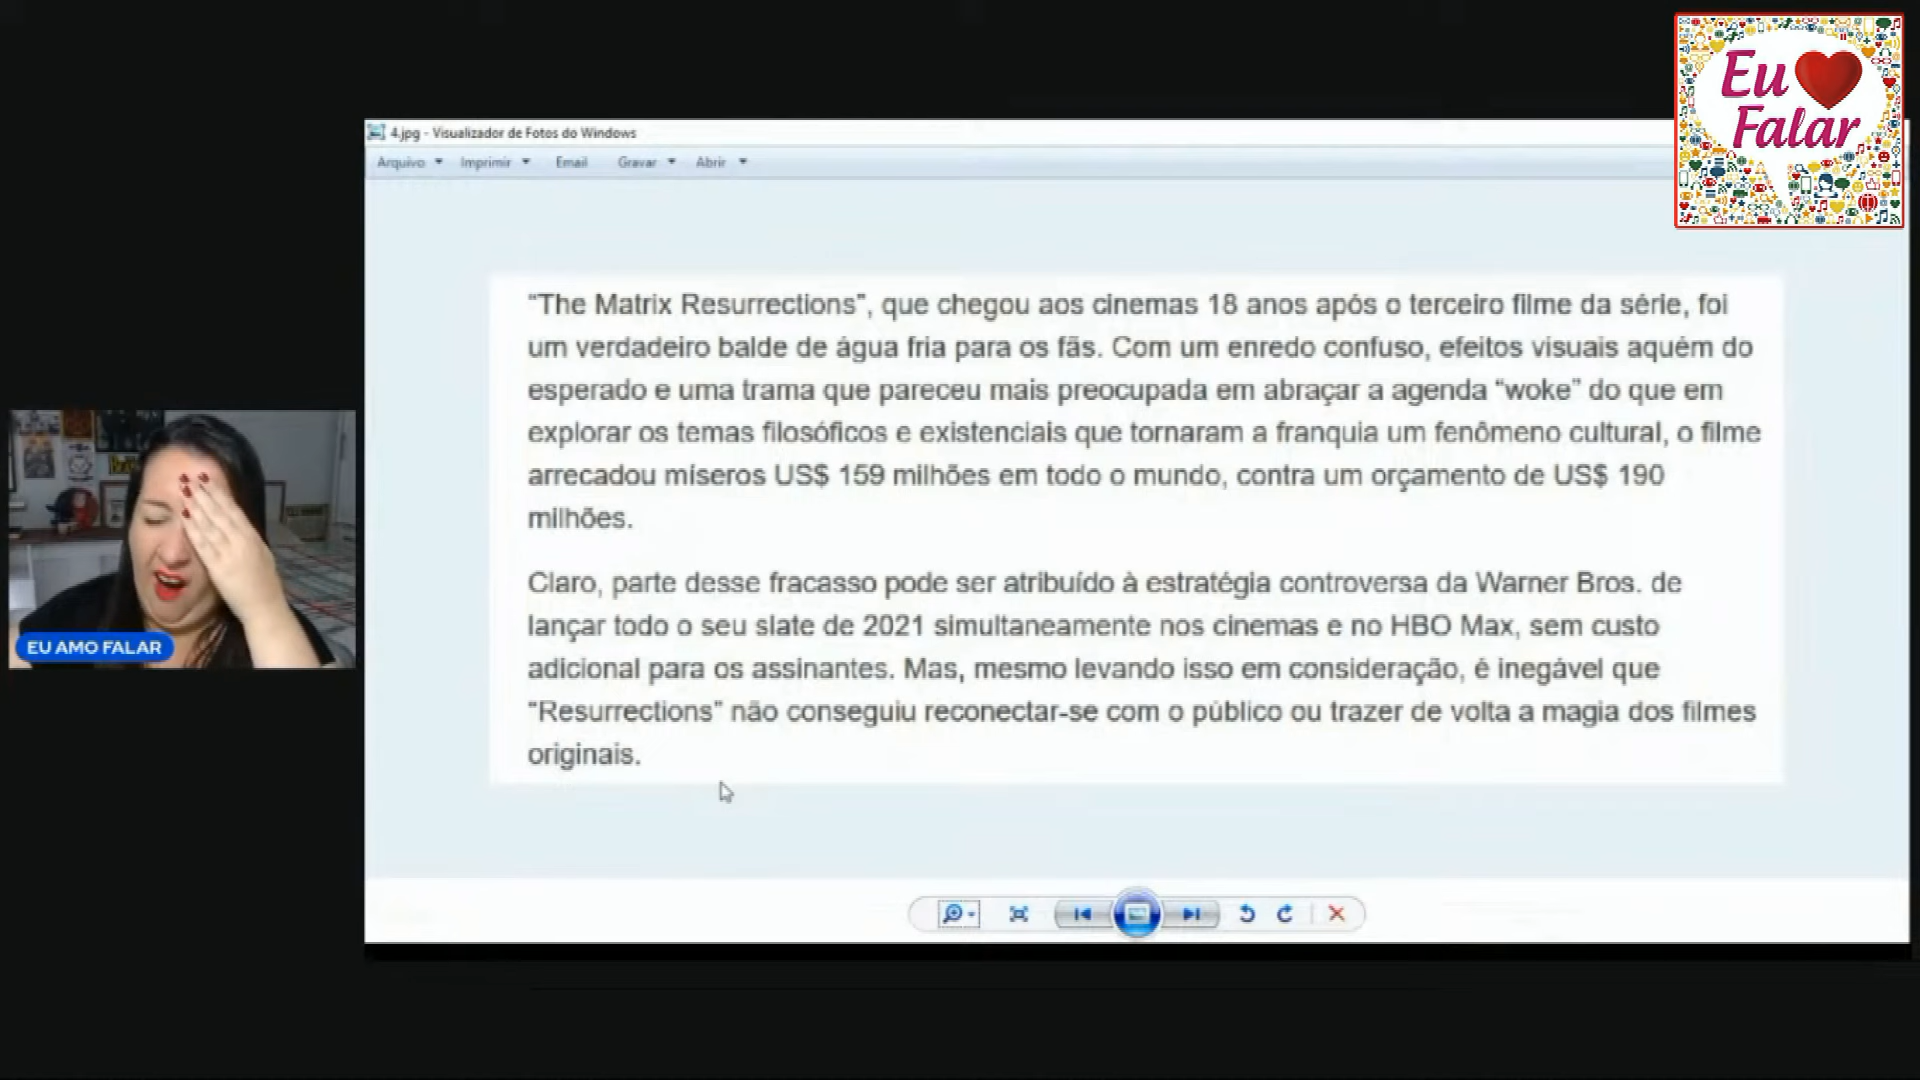 Eu
Falar
4.jpg - Visualizador de Fotos do Windows
Arquivo Imprimir Email Gravar Abrir
“The Matrix Resurrections”, que chegou aos cinemas 18 anos após o terceiro filme da série, foi
um verdadeiro balde de água fria para os fãs. Com um enredo confuso, efeitos visuais aquém do
esperado e uma trama que pareceu mais preocupada em abraçar a agenda “woke” do que em
explorar os temas filosóficos e existenciais que tornaram a franquia um fenômeno cultural, o filme
arrecadou míseros US$ 159 milhões em todo o mundo, contra um orçamento de US$ 190
milhões.
Claro, parte desse fracasso pode ser atribuído à estratégia controversa da Warner Bros. de
lançar todo o seu slate de 2021 simultaneamente nos cinemas e no HBO Max, sem custo
adicional para os assinantes. Mas, mesmo levando isso em consideração, é inegável que
“Resurrections” não conseguiu reconectar-se com o público ou trazer de volta a magia dos filmes
originais.
EU AMO FALAR